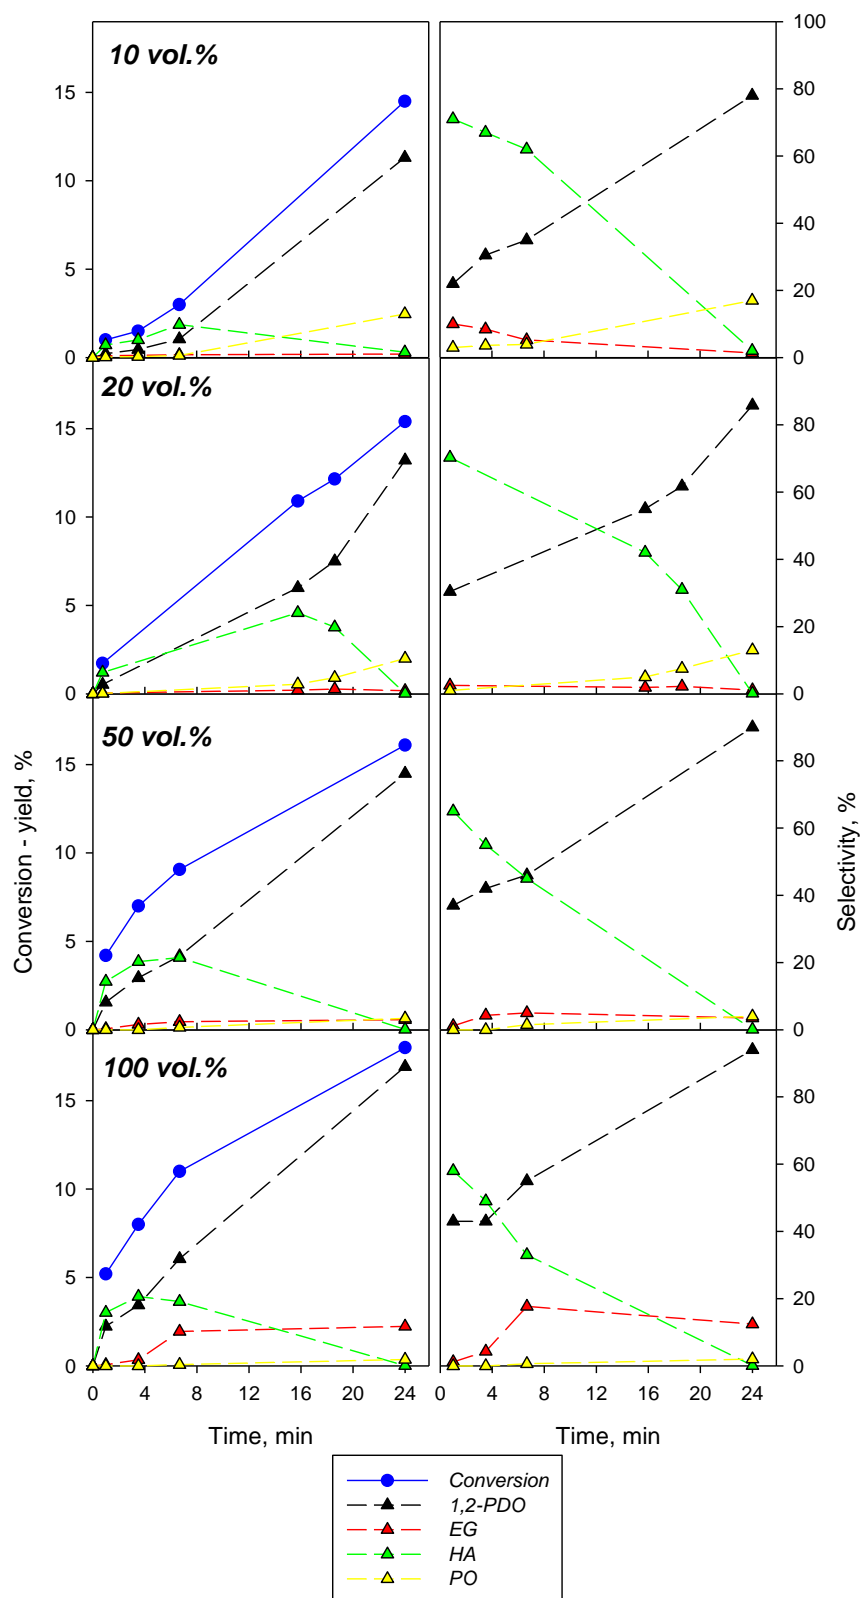 10 vol.%
15
10
5
0
100
80
60
40
20
0
20 vol.%
15
10
5
0
80
60
40
20
0
50 vol.%
15
10
5
0
80
60
40
20
0
100 vol.%
15
10
5
0
80
60
40
20
0
Conversion - yield, %
Selectivity, %
0 4 8 12 16 20 24
0 4 8 12 16 20 24
Time, min
Time, min
Conversion
1,2-PDO
EG
HA
PO